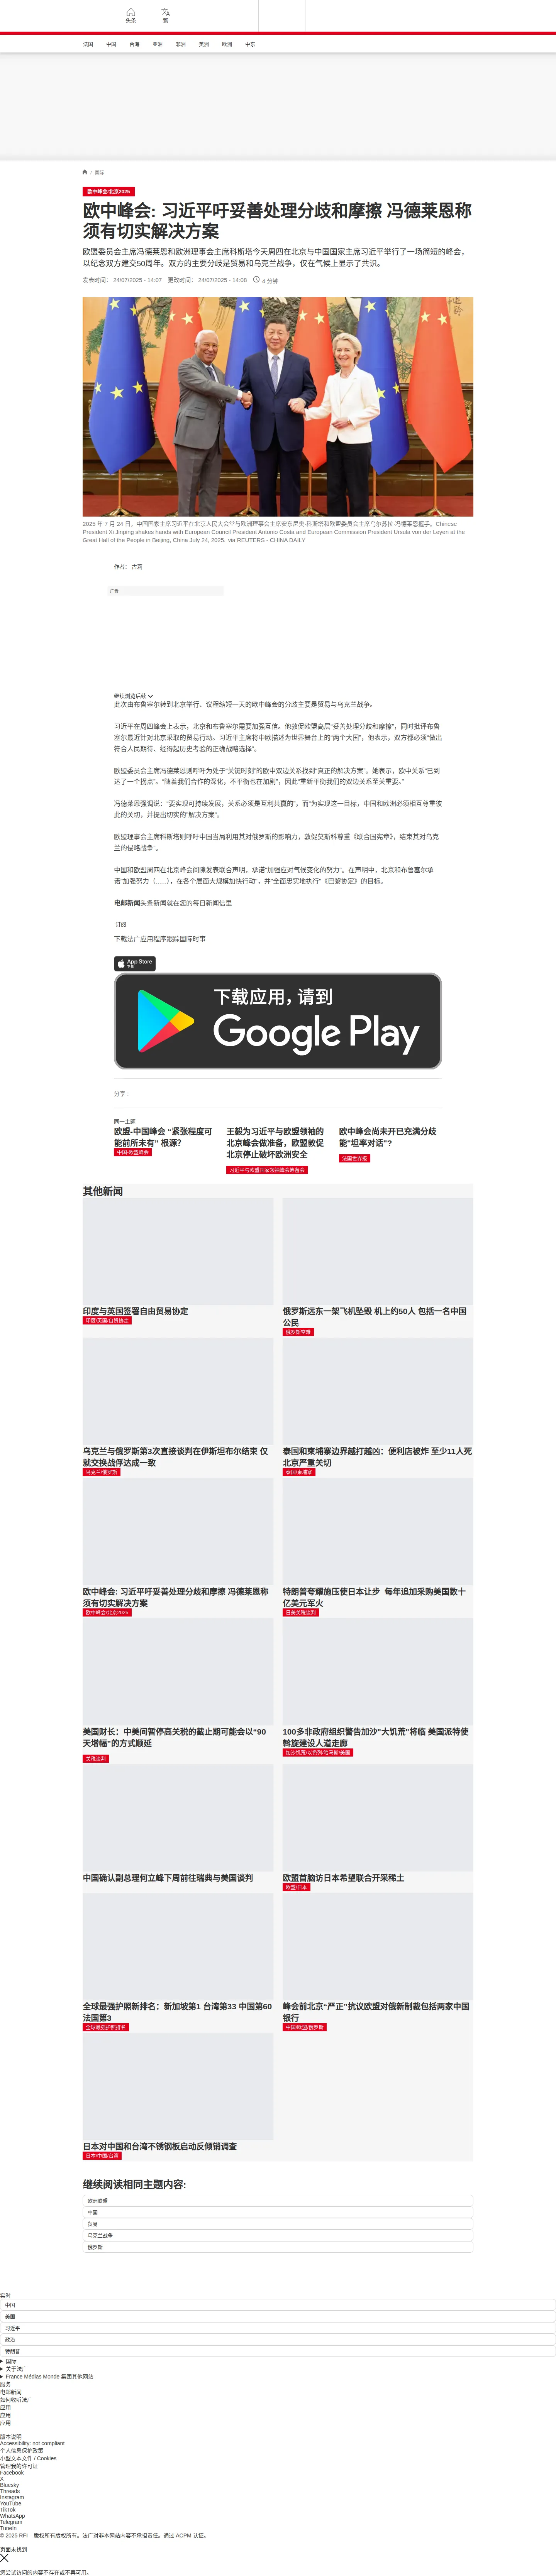 头条
繁
法国 中国 台海 亚洲 非洲 美洲 欧洲 中东
国际
欧中峰会/北京2025
欧中峰会: 习近平吁妥善处理分歧和摩擦 冯德莱恩称
须有切实解决方案
欧盟委员会主席冯德莱恩和欧洲理事会主席科斯塔今天周四在北京与中国国家主席习近平举行了一场简短的峰会，
以纪念双方建交50周年。双方的主要分歧是贸易和乌克兰战争，仅在气候上显示了共识。
发表时间： 24/07/2025 - 14:07 更改时间： 24/07/2025 - 14:08 4 分钟
2025 年 7 月 24 日，中国国家主席习近平在北京人民大会堂与欧洲理事会主席安东尼奥·科斯塔和欧盟委员会主席乌尔苏拉·冯德莱恩握手。Chinese
President Xi Jinping shakes hands with European Council President Antonio Costa and European Commission President Ursula von der Leyen at the
Great Hall of the People in Beijing, China July 24, 2025. via REUTERS - CHINA DAILY
作者： 古莉
广告
继续浏览后续
此次由布鲁塞尔转到北京举行、议程缩短一天的欧中峰会的分歧主要是贸易与乌克兰战争。
习近平在周四峰会上表示，北京和布鲁塞尔需要加强互信。他敦促欧盟高层“妥善处理分歧和摩擦”，同时批评布鲁
塞尔最近针对北京采取的贸易行动。习近平主席将中欧描述为世界舞台上的“两个大国”，他表示，双方都必须“做出
符合人民期待、经得起历史考验的正确战略选择”。
欧盟委员会主席冯德莱恩则呼吁为处于“关键时刻”的欧中双边关系找到“真正的解决方案”。她表示，欧中关系“已到
达了一个拐点”。“随着我们合作的深化，不平衡也在加剧”，因此“重新平衡我们的双边关系至关重要。”
冯德莱恩强调说：“要实现可持续发展，关系必须是互利共赢的”，而“为实现这一目标，中国和欧洲必须相互尊重彼
此的关切，并提出切实的“解决方案”。
欧盟理事会主席科斯塔则呼吁中国当局利用其对俄罗斯的影响力，敦促莫斯科尊重《联合国宪章》，结束其对乌克
兰的侵略战争”。
中国和欧盟周四在北京峰会间隙发表联合声明，承诺“加强应对气候变化的努力”。在声明中，北京和布鲁塞尔承
诺“加强努力（……），在各个层面大规模加快行动”，并“全面忠实地执行”《巴黎协定》的目标。
电邮新闻头条新闻就在您的每日新闻信里
订阅
下载法广应用程序跟踪国际时事
App Store
下载
下载应用，请到
Google Play
分享 :
同一主题
欧盟-中国峰会 “紧张程度可
能前所未有” 根源?
中国-欧盟峰会
王毅为习近平与欧盟领袖的
北京峰会做准备，欧盟敦促
北京停止破坏欧洲安全
习近平与欧盟国家领袖峰会筹备会
欧中峰会尚未开已充满分歧
能“坦率对话”?
法国世界报
其他新闻
印度与英国签署自由贸易协定
印度/英国/自贸协定
俄罗斯远东一架飞机坠毁 机上约50人 包括一名中国
公民
俄罗斯空难
乌克兰与俄罗斯第3次直接谈判在伊斯坦布尔结束 仅
就交换战俘达成一致
乌克兰/俄罗斯
泰国和柬埔寨边界越打越凶：便利店被炸 至少11人死
北京严重关切
泰国/柬埔寨
欧中峰会: 习近平吁妥善处理分歧和摩擦 冯德莱恩称
须有切实解决方案
欧中峰会/北京2025
特朗普夸耀施压使日本让步 每年追加采购美国数十
亿美元军火
日美关税谈判
美国财长：中美间暂停高关税的截止期可能会以“90
天增幅”的方式顺延
关税谈判
100多非政府组织警告加沙“大饥荒”将临 美国派特使
斡旋建设人道走廊
加沙饥荒/以色列/哈马斯/美国
中国确认副总理何立峰下周前往瑞典与美国谈判
欧盟首脑访日本希望联合开采稀土
欧盟/日本
全球最强护照新排名：新加坡第1 台湾第33 中国第60
法国第3
全球最强护照排名
峰会前北京“严正”抗议欧盟对俄新制裁包括两家中国
银行
中国/欧盟/俄罗斯
日本对中国和台湾不锈钢板启动反倾销调查
日本/中国/台湾
继续阅读相同主题内容:
欧洲联盟
中国
贸易
乌克兰战争
俄罗斯
实时
中国
美国
习近平
政治
特朗普
国际
关于法广
France Médias Monde 集团其他网站
服务
电邮新闻
如何收听法广
应用
应用
应用
版本说明
Accessibility: not compliant
个人信息保护政策
小型文本文件 / Cookies
管理我的许可证
Facebook
X
Bluesky
Threads
Instagram
YouTube
TikTok
WhatsApp
Telegram
TuneIn
© 2025 RFI – 版权所有版权所有。法广对非本网站内容不承担责任。通过 ACPM 认证。
页面未找到
您尝试访问的内容不存在或不再可用。